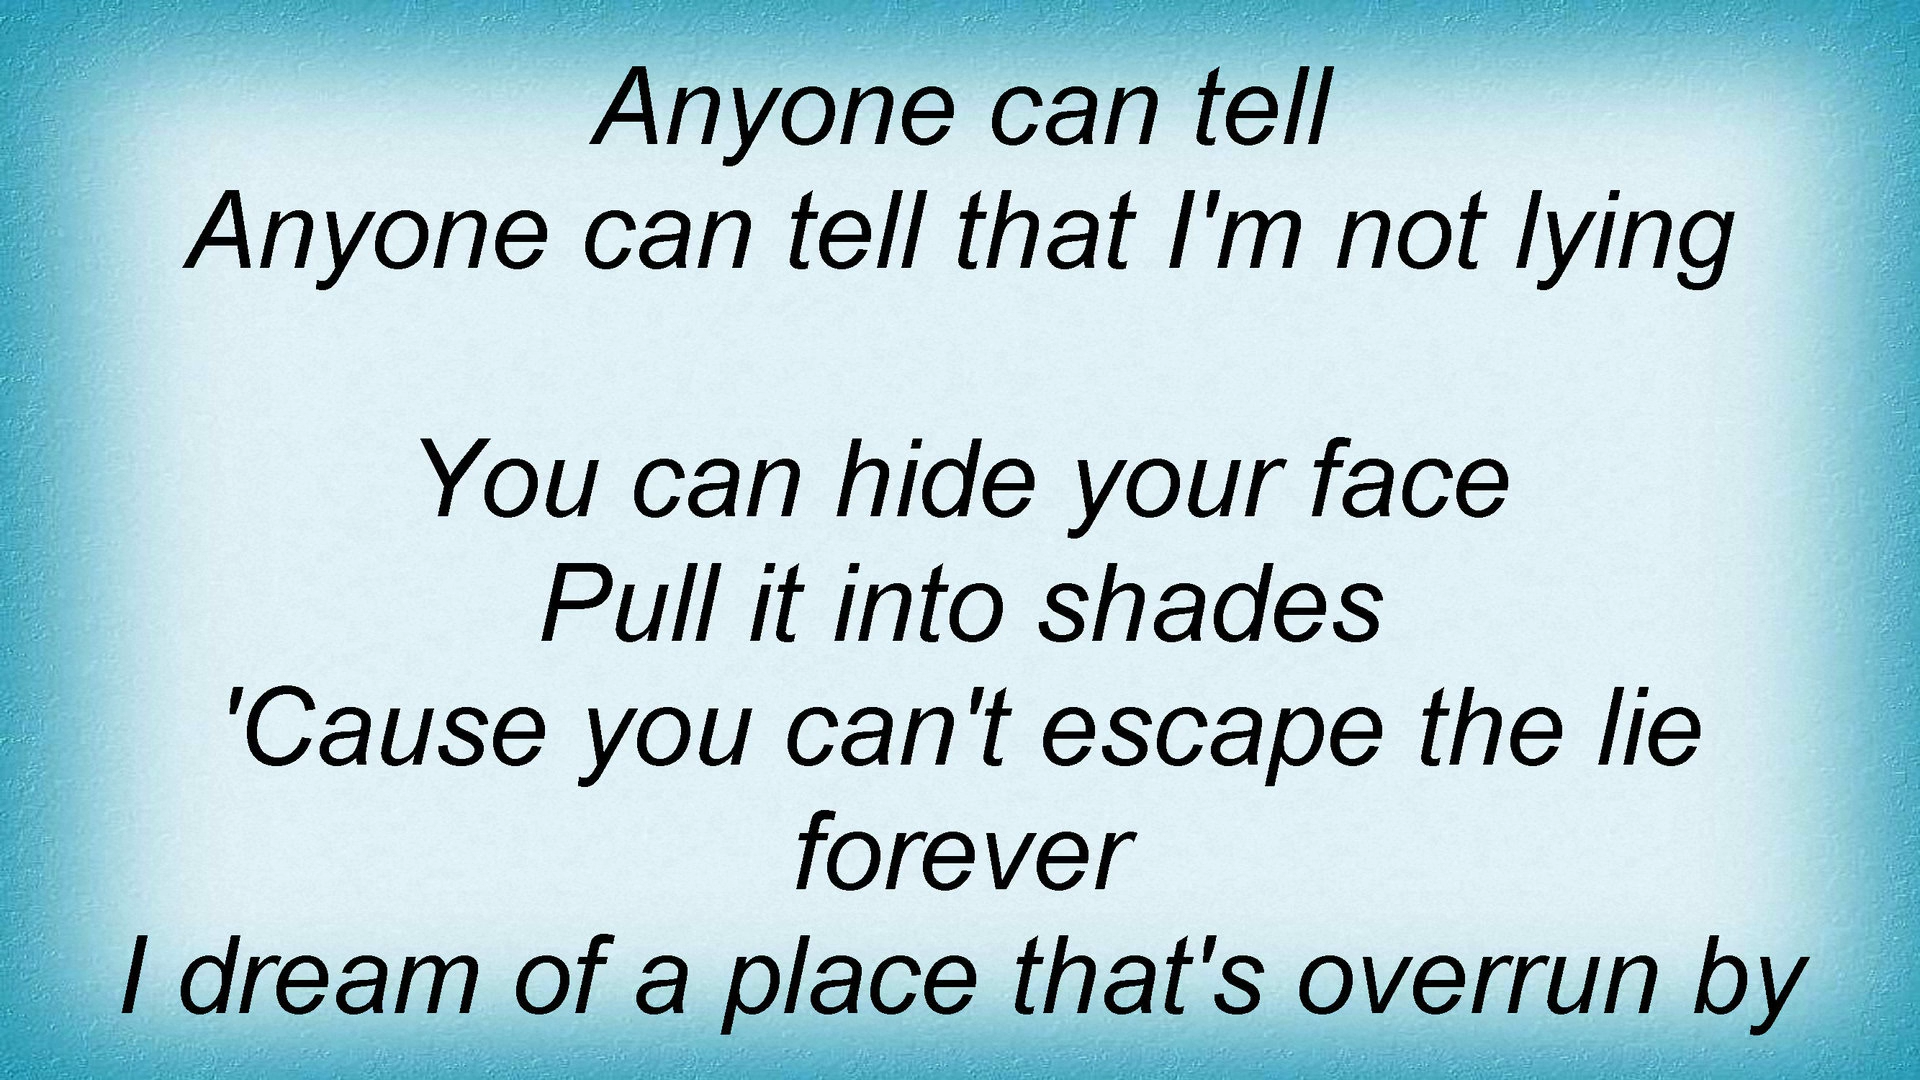 Anyone can tell
Anyone can tell that I'm not lying
You can hide your face
Pull it into shades
'Cause you can't escape the lie
forever
I dream of a place that's overrun by